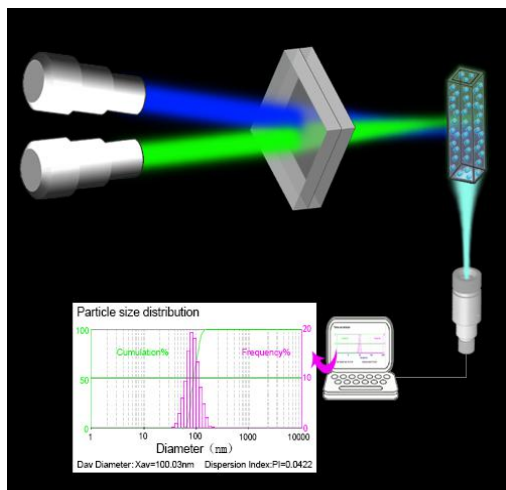 Particle size distribution
100
20
Cumulation%
Frequency%
50
10
0
0
1
10
100
1000
10000
Diameter（nm）
Dav Diameter: Xav=100.03nm Dispersion Index:PI=0.0422